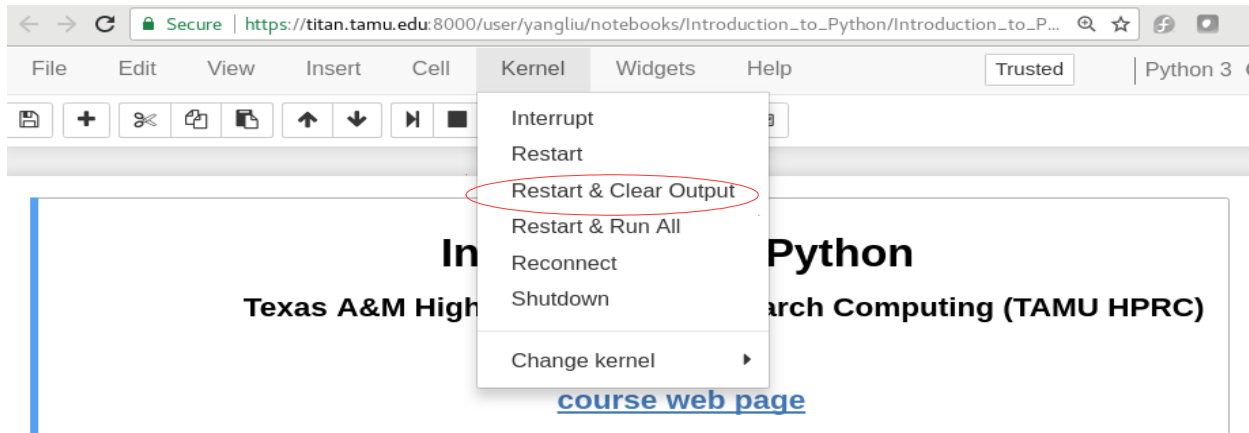 Secure | https://titan.tamu.edu:8000/user/yangliu/notebooks/Introduction_to_Python/Introduction_to_P...
File Edit View Insert Cell Kernel Widgets Help Trusted Python 3
Interrupt
Restart
Restart & Clear Output
Restart & Run All
In Python
Reconnect
Shutdown
Texas A&M High arch Computing (TAMU HPRC)
Change kernel
course web page